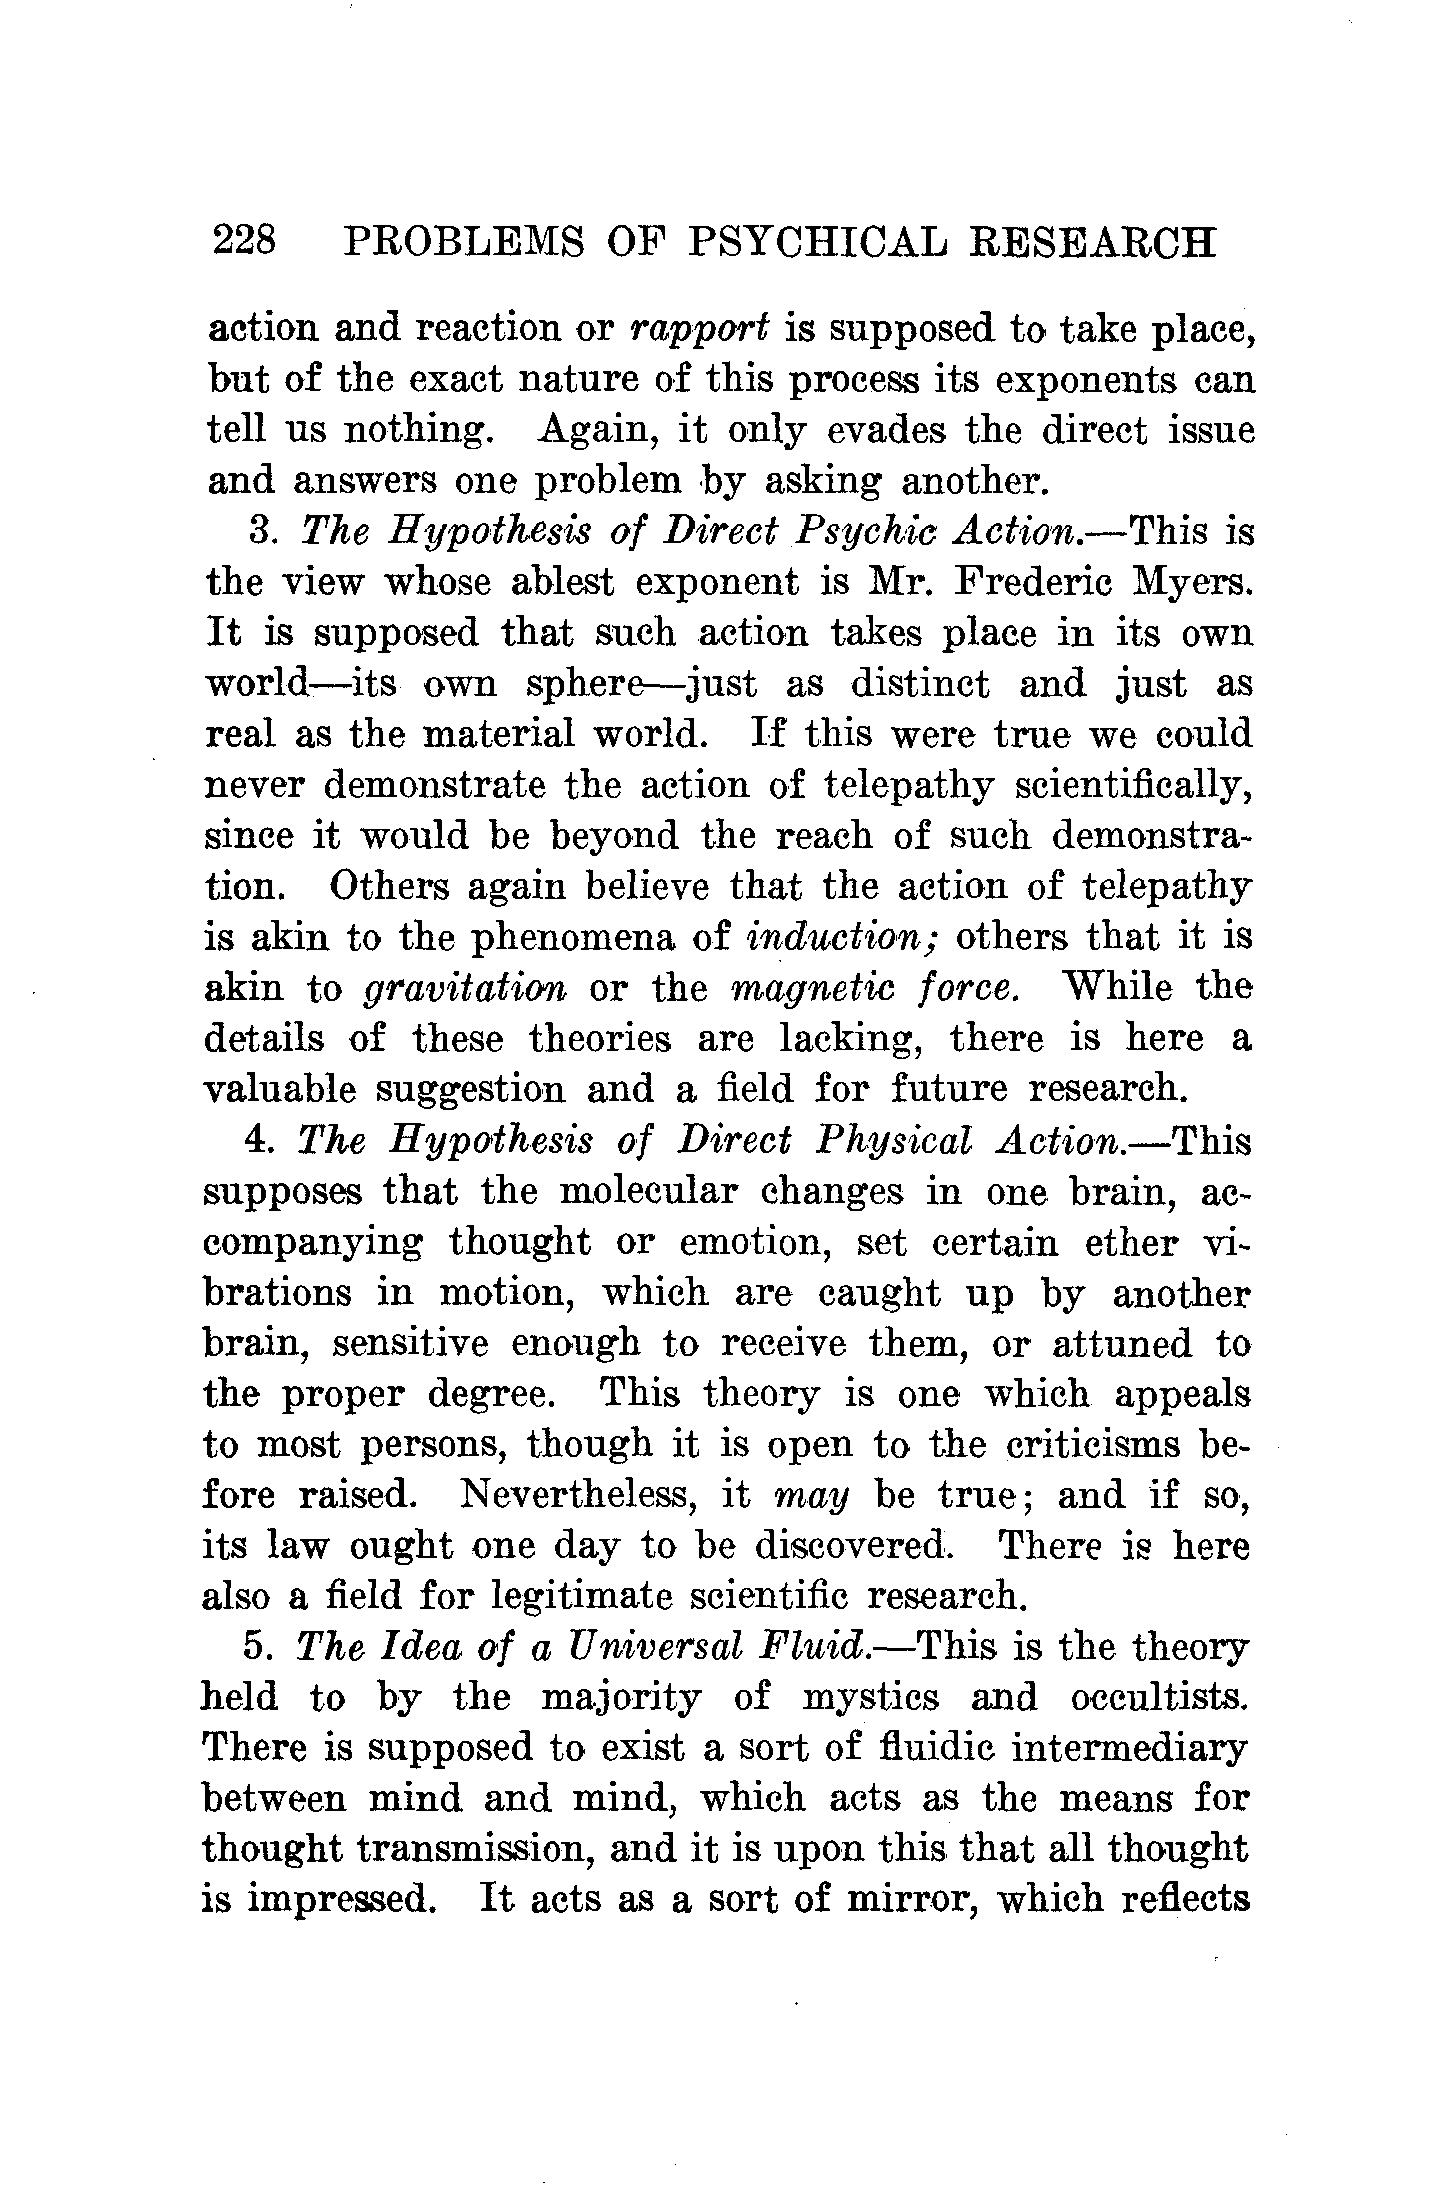 228 PROBLEMS OF PSYCHICAL RESEARCH
action and reaction or rapport is supposed to take place,
but of the exact nature of this process its exponents can
tell us nothing. Again, it only evades the direct issue
and answers one problem by asking another.
3. The Hypothesis of Direct Psychic Action.—This is
the view whose ablest exponent is Mr. Frederic Myers.
It is supposed that such action takes place in its own
world—its own sphere—just as distinct and just as
real as the material world. If this were true we could
never demonstrate the action of telepathy scientifically,
since it would be beyond the reach of such demonstra-
tion. Others again believe that the action of telepathy
is akin to the phenomena of induction; others that it is
akin to gravitation or the magnetic force. While the
details of these theories are lacking, there is here a
valuable suggestion and a field for future research.
4. The Hypothesis of Direct Physical Action.—This
supposes that the molecular changes in one brain, ac-
companying thought or emotion, set certain ether vi-
brations in motion, which are caught up by another
brain, sensitive enough to receive them, or attuned to
the proper degree. This theory is one which appeals
to most persons, though it is open to the criticisms be-
fore raised. Nevertheless, it may be true; and if so,
its law ought one day to be discovered. There is here
also a field for legitimate scientific research.
5. The Idea of a Universal Fluid.—This is the theory
held to by the majority of mystics and occultists.
There is supposed to exist a sort of fluidic intermediary
between mind and mind, which acts as the means for
thought transmission, and it is upon this that all thought
is impressed. It acts as a sort of mirror, which reflects